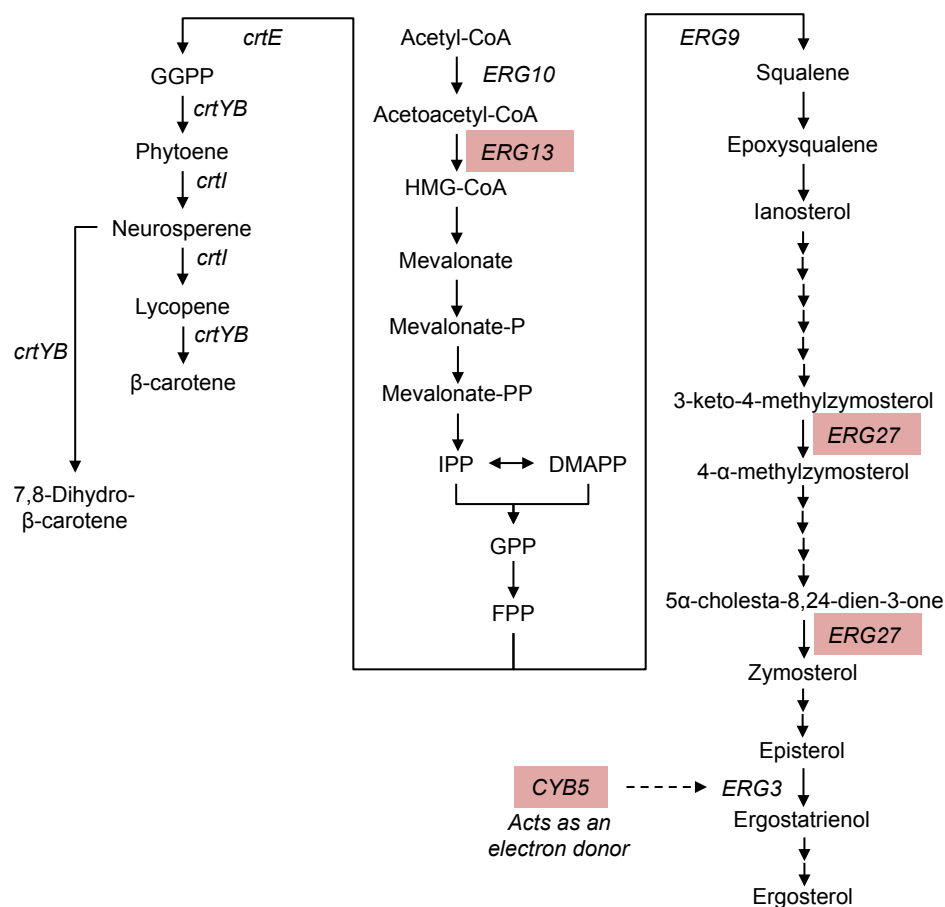 crtE
GGPP
crtYB
Phytoene
crtI
Neurosperene
crtI
Lycopene
crtYB
β-carotene
crtYB
7,8-Dihydro-
β-carotene
Acetyl-CoA
ERG10
Acetoacetyl-CoA
ERG13
HMG-CoA
Mevalonate
Mevalonate-P
Mevalonate-PP
IPP
DMAPP
GPP
FPP
ERG9
Squalene
Epoxysqualene
lanosterol
3-keto-4-methylzymosterol
ERG27
4-α-methylzymosterol
5α-cholesta-8,24-dien-3-one
ERG27
Zymosterol
Episterol
CYB5
Acts as an
electron donor
ERG3
Ergostatrienol
Ergosterol